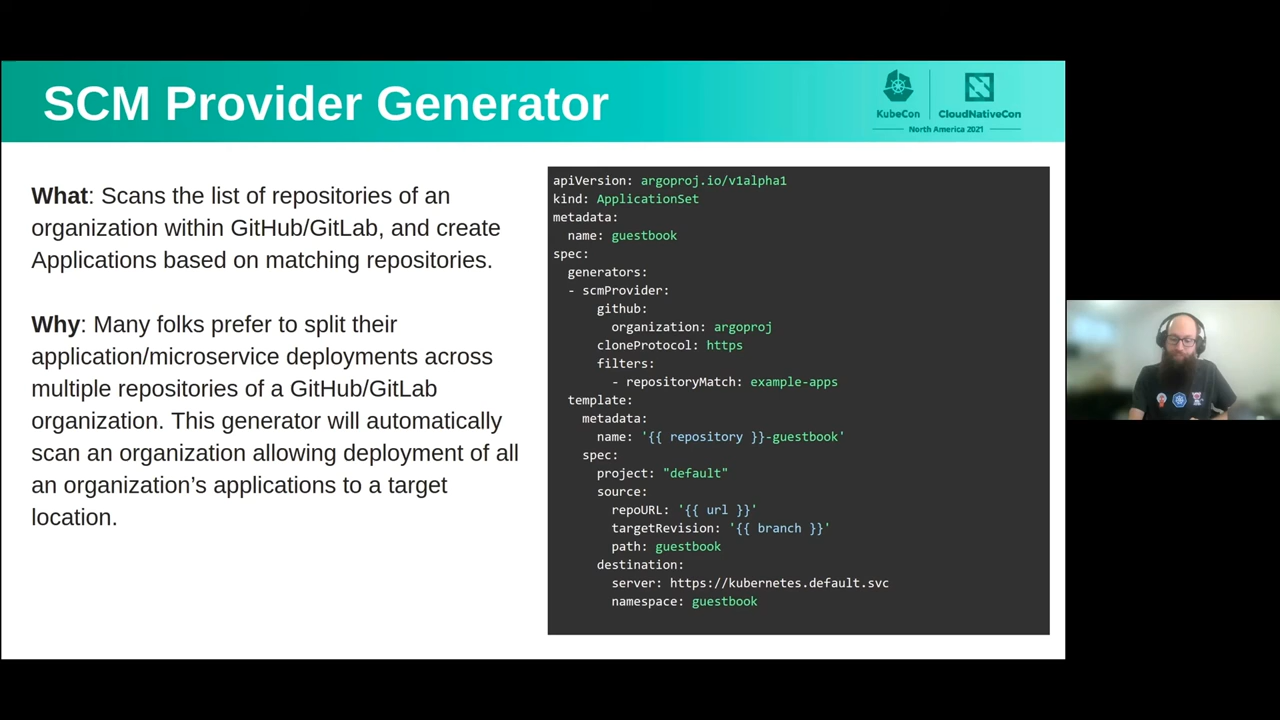 SCM Provider Generator
KubeCon
CloudNativeCon
North America 2021
What: Scans the list of repositories of an
organization within GitHub/GitLab, and create
Applications based on matching repositories.
Why: Many folks prefer to split their
application/microservice deployments across
multiple repositories of a GitHub/GitLab
organization. This generator will automatically
scan an organization allowing deployment of all
an organization’s applications to a target
location.
apiVersion: argoproj.io/v1alpha1
kind: ApplicationSet
metadata:
  name: guestbook
spec:
  generators:
  - scmProvider:
      github:
        organization: argoproj
      cloneProtocol: https
      filters:
        - repositoryMatch: example-apps
  template:
    metadata:
      name: '{{ repository }}-guestbook'
    spec:
      project: "default"
      source:
        repoURL: '{{ url }}'
        targetRevision: '{{ branch }}'
        path: guestbook
      destination:
        server: https://kubernetes.default.svc
        namespace: guestbook